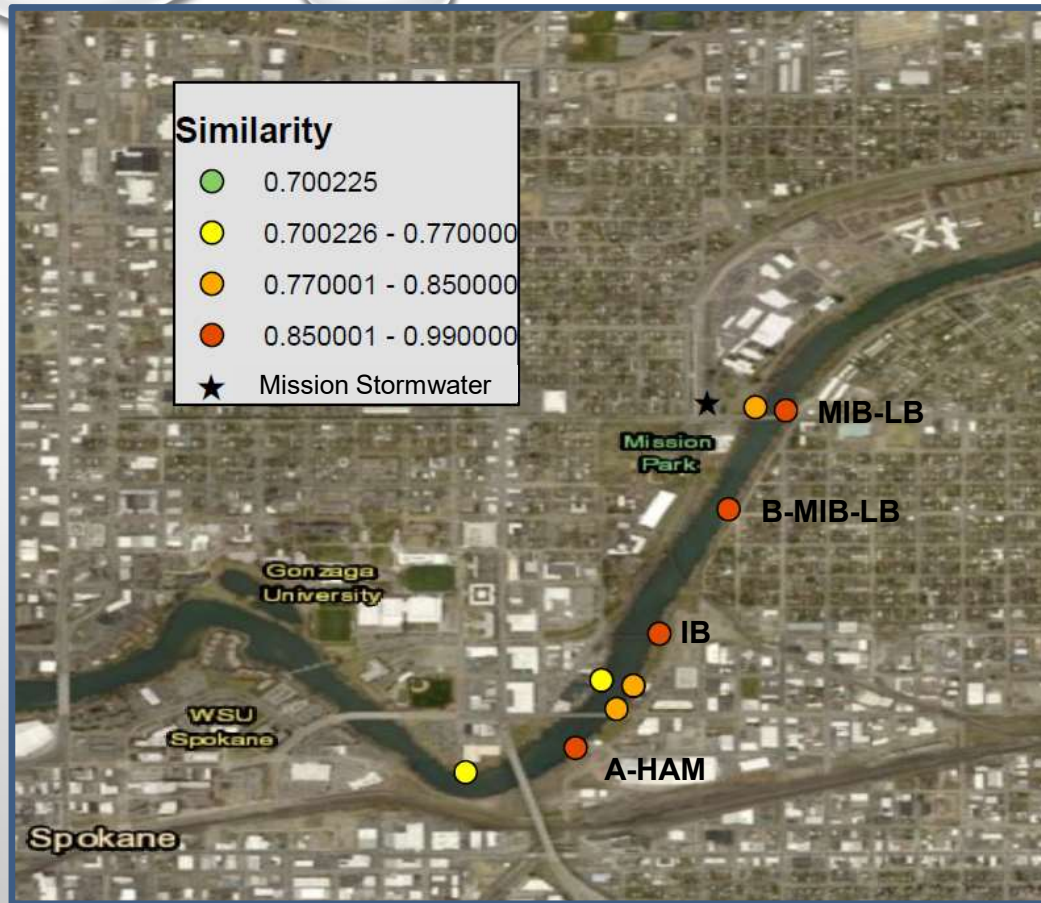 Similarity
0.700225
0.700226 - 0.770000
0.770001 - 0.850000
0.850001 - 0.990000
Mission Stormwater
MIB-LB
Mission
Park
B-MIB-LB
Gonzaga
University
IB
WSU
Spokane
A-HAM
Spokane